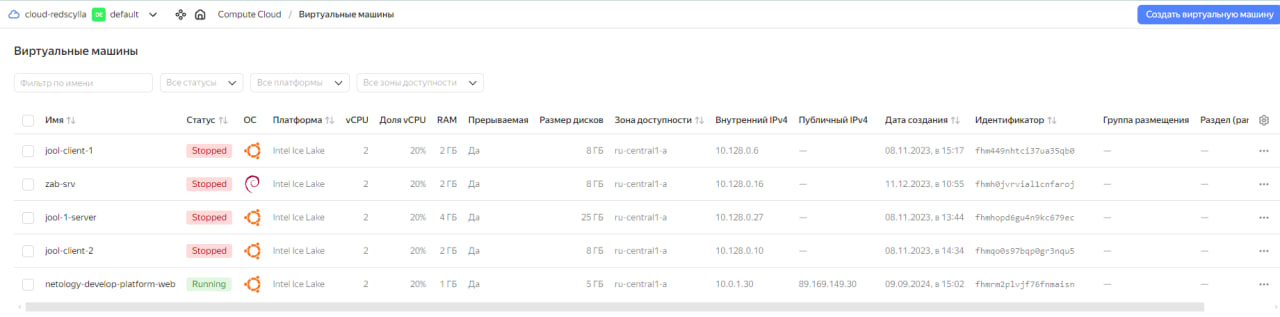 cloud-redscylla DE default Compute Cloud / Виртуальные машины Создать виртуальную машину
Виртуальные машины
Фильтр по имени Все статусы Все платформы Все зоны доступности
Имя Статус ОС Платформа vCPU Доля vCPU RAM Прерываемая Размер дисков Зона доступности Внутренний IPv4 Публичный IPv4 Дата создания Идентификатор Группа размещения Раздел (par
jool-client-1 Stopped Intel Ice Lake 2 20% 2 ГБ Да 8 ГБ ru-central1-a 10.128.0.6 — 08.11.2023, в 15:17 fhm449nhtci37ua35qb0 — —
zab-srv Stopped Intel Ice Lake 2 20% 2 ГБ Да 8 ГБ ru-central1-a 10.128.0.16 — 11.12.2023, в 10:55 fhmh0jvrvial1cnfaroj — —
jool-1-server Stopped Intel Ice Lake 2 20% 4 ГБ Да 25 ГБ ru-central1-a 10.128.0.27 — 08.11.2023, в 13:44 fhmhopd6gu4n9kc679ec — —
jool-client-2 Stopped Intel Ice Lake 2 20% 2 ГБ Да 8 ГБ ru-central1-a 10.128.0.10 — 08.11.2023, в 14:34 fhmqo0s97bqp0gr3nqu5 — —
netology-develop-platform-web Running Intel Ice Lake 2 20% 1 ГБ Да 5 ГБ ru-central1-a 10.0.1.30 89.169.149.30 09.09.2024, в 15:02 fhmrm2plvjf76fnmaisn — —